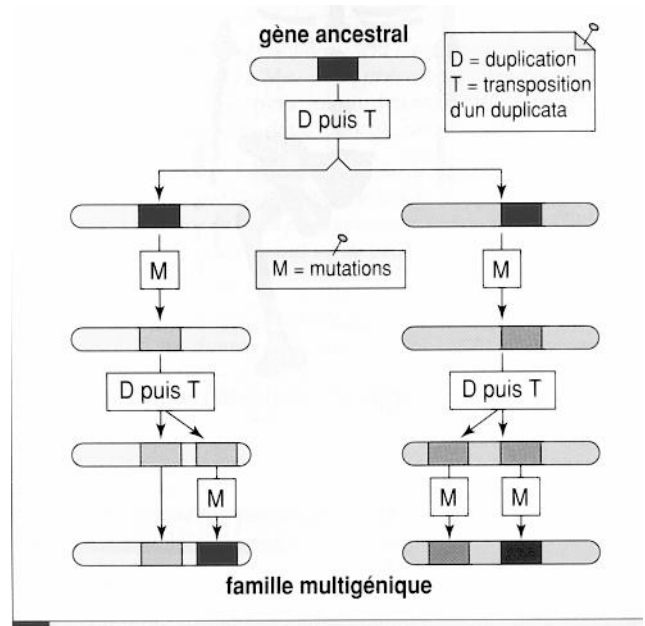 gène ancestral
D = duplication
T = transposition
d'un duplicata
D puis T
M
M = mutations
M
D puis T
D puis T
M
M
M
famille multigénique